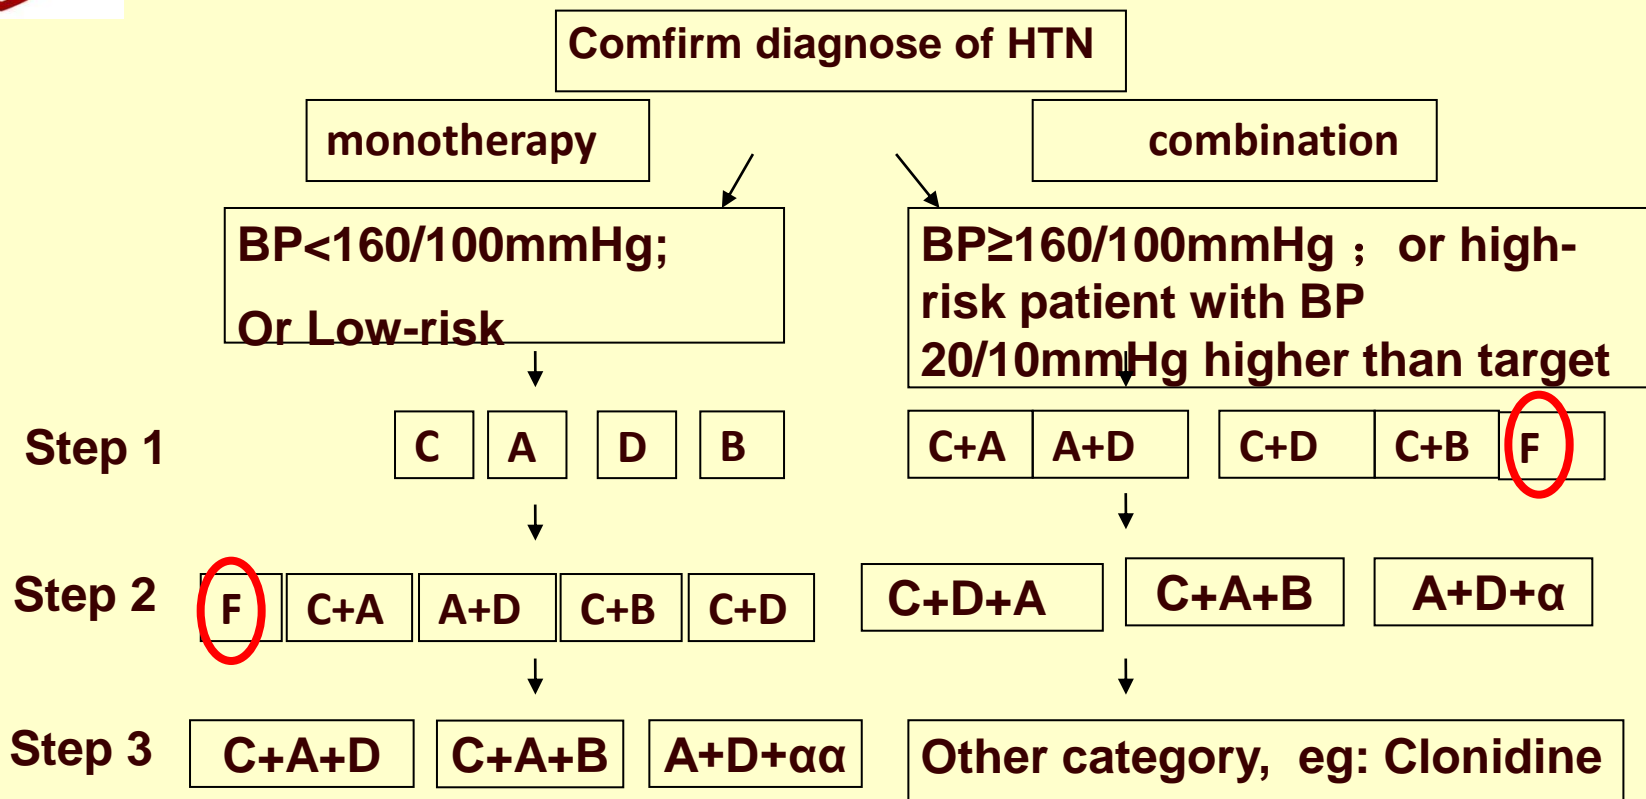 Comfirm diagnose of HTN
monotherapy
combination
BP<160/100mmHg;
Or Low-risk
BP≥160/100mmHg ； or high-
risk patient with BP
20/10mmHg higher than target
Step 1
C A D B
C+A A+D C+D C+B F
Step 2
F C+A A+D C+B C+D
C+D+A C+A+B A+D+α
Step 3
C+A+D C+A+B A+D+αα
Other category, eg: Clonidine